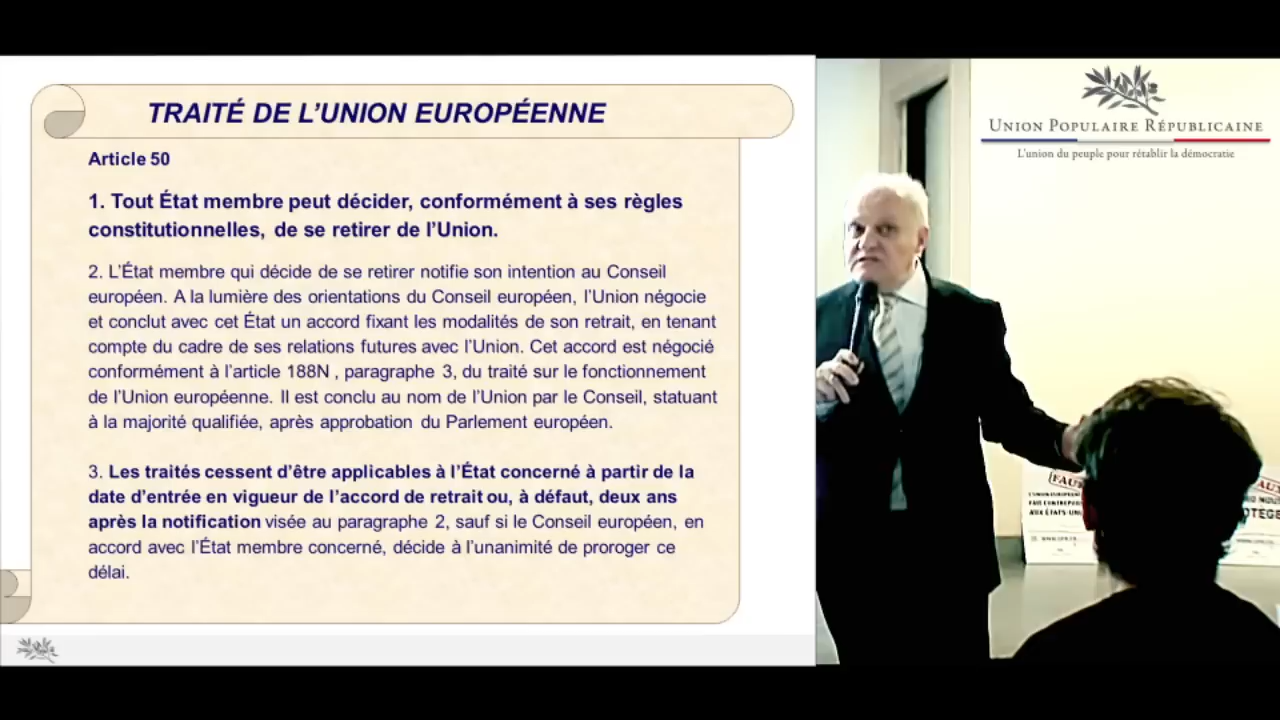 TRAITÉ DE L'UNION EUROPÉENNE
Article 50
1. Tout État membre peut décider, conformément à ses règles
constitutionnelles, de se retirer de l'Union.
2. L'État membre qui décide de se retirer notifie son intention au Conseil
européen. A la lumière des orientations du Conseil européen, l'Union négocie
et conclut avec cet État un accord fixant les modalités de son retrait, en tenant
compte du cadre de ses relations futures avec l'Union. Cet accord est négocié
conformément à l'article 188N , paragraphe 3, du traité sur le fonctionnement
de l'Union européenne. Il est conclu au nom de l'Union par le Conseil, statuant
à la majorité qualifiée, après approbation du Parlement européen.
3. Les traités cessent d'être applicables à l'État concerné à partir de la
date d'entrée en vigueur de l'accord de retrait ou, à défaut, deux ans
après la notification visée au paragraphe 2, sauf si le Conseil européen, en
accord avec l'État membre concerné, décide à l'unanimité de proroger ce
délai.
UNION POPULAIRE RÉPUBLICAINE
L'union du peuple pour rétablir la démocratie